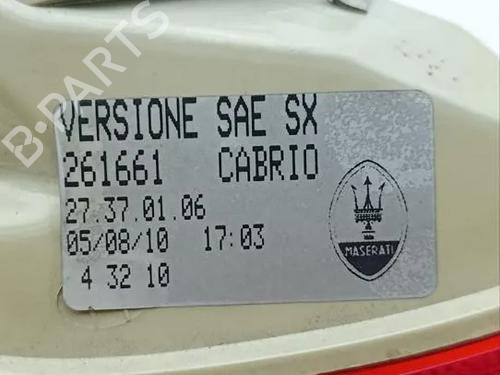 B-PARTS
VERSIONE SAE SX
261661 CABRIO
27.37.01.06
05/08/10 17:03
4 32 10
MASERATI